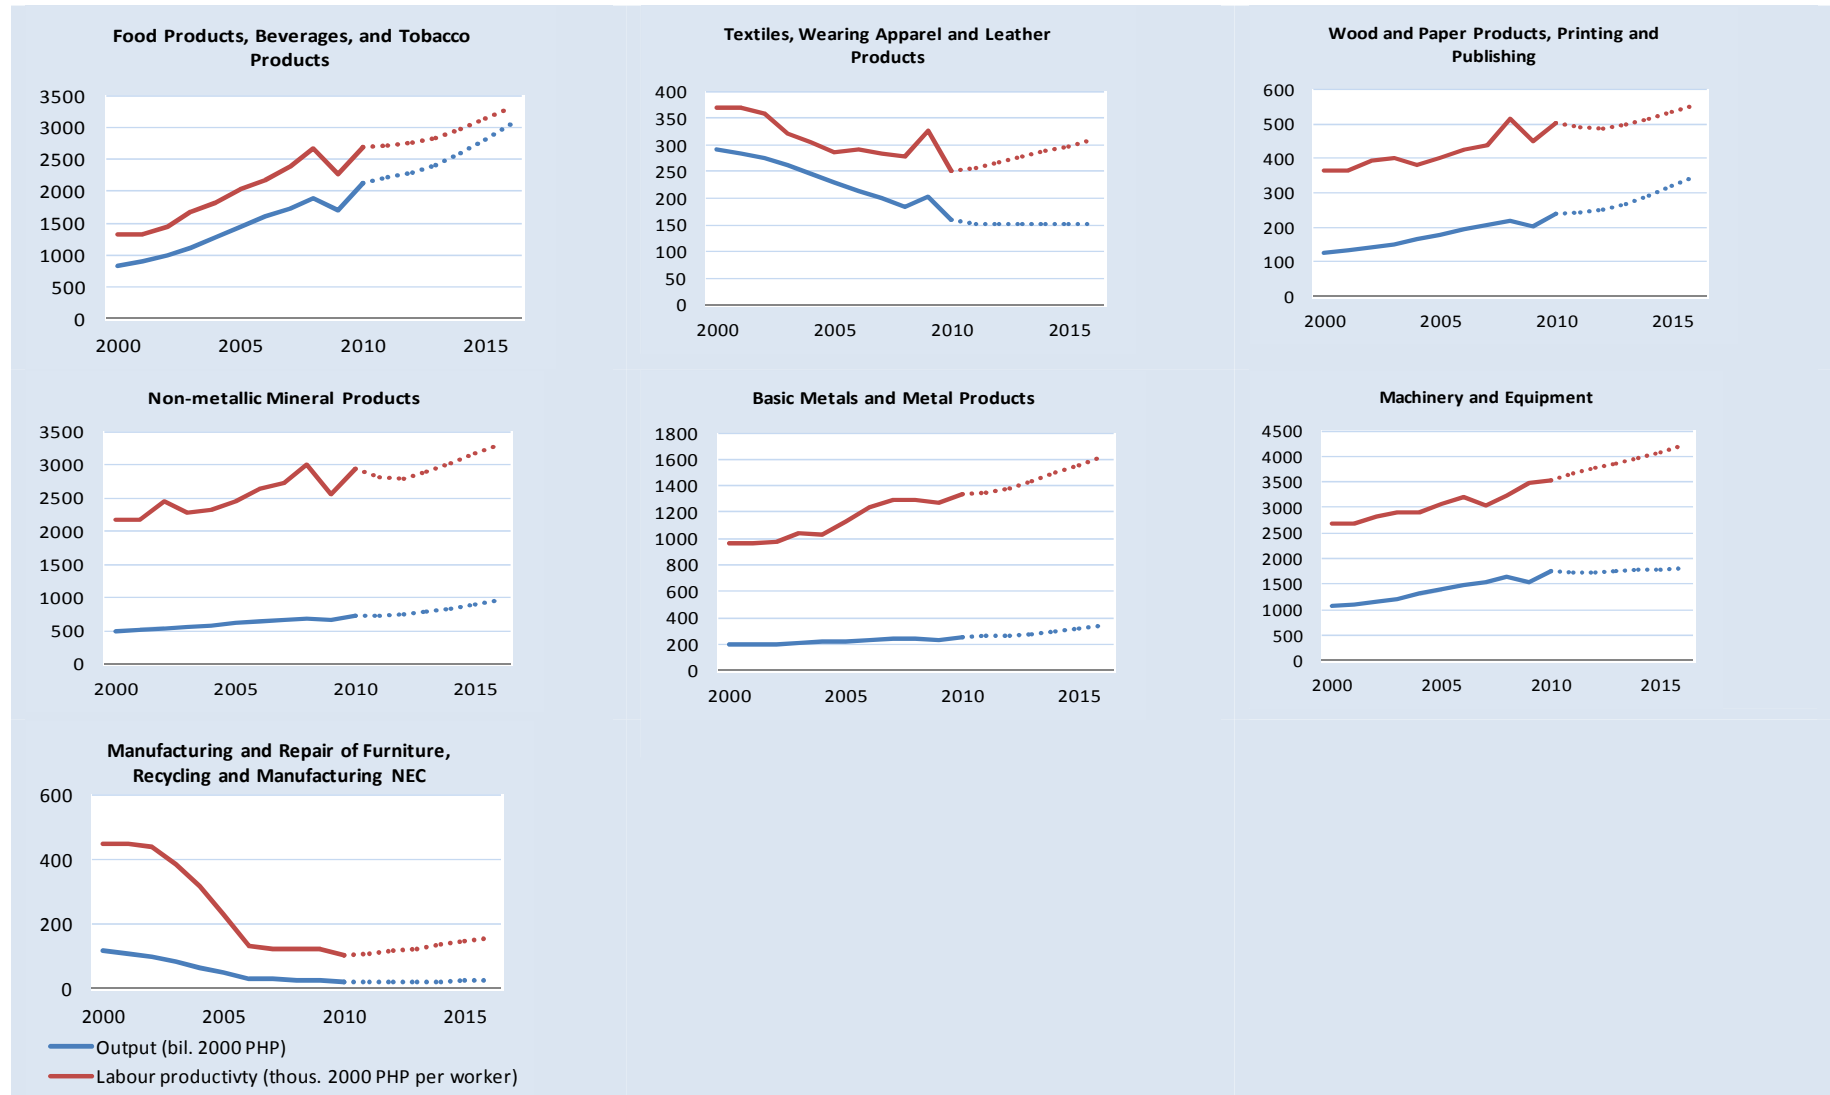 Food Products, Beverages, and Tobacco
Products
3500
3000
2500
2000
1500
1000
500
0
2000 2005 2010 2015
Textiles, Wearing Apparel and Leather
Products
400
350
300
250
200
150
100
50
0
2000 2005 2010 2015
Wood and Paper Products, Printing and
Publishing
600
500
400
300
200
100
0
2000 2005 2010 2015
Non-metallic Mineral Products
3500
3000
2500
2000
1500
1000
500
0
2000 2005 2010 2015
Basic Metals and Metal Products
1800
1600
1400
1200
1000
800
600
400
200
0
2000 2005 2010 2015
Machinery and Equipment
4500
4000
3500
3000
2500
2000
1500
1000
500
0
2000 2005 2010 2015
Manufacturing and Repair of Furniture,
Recycling and Manufacturing NEC
600
400
200
0
2000 2005 2010 2015
Output (bil. 2000 PHP)
Labour productivty (thous. 2000 PHP per worker)